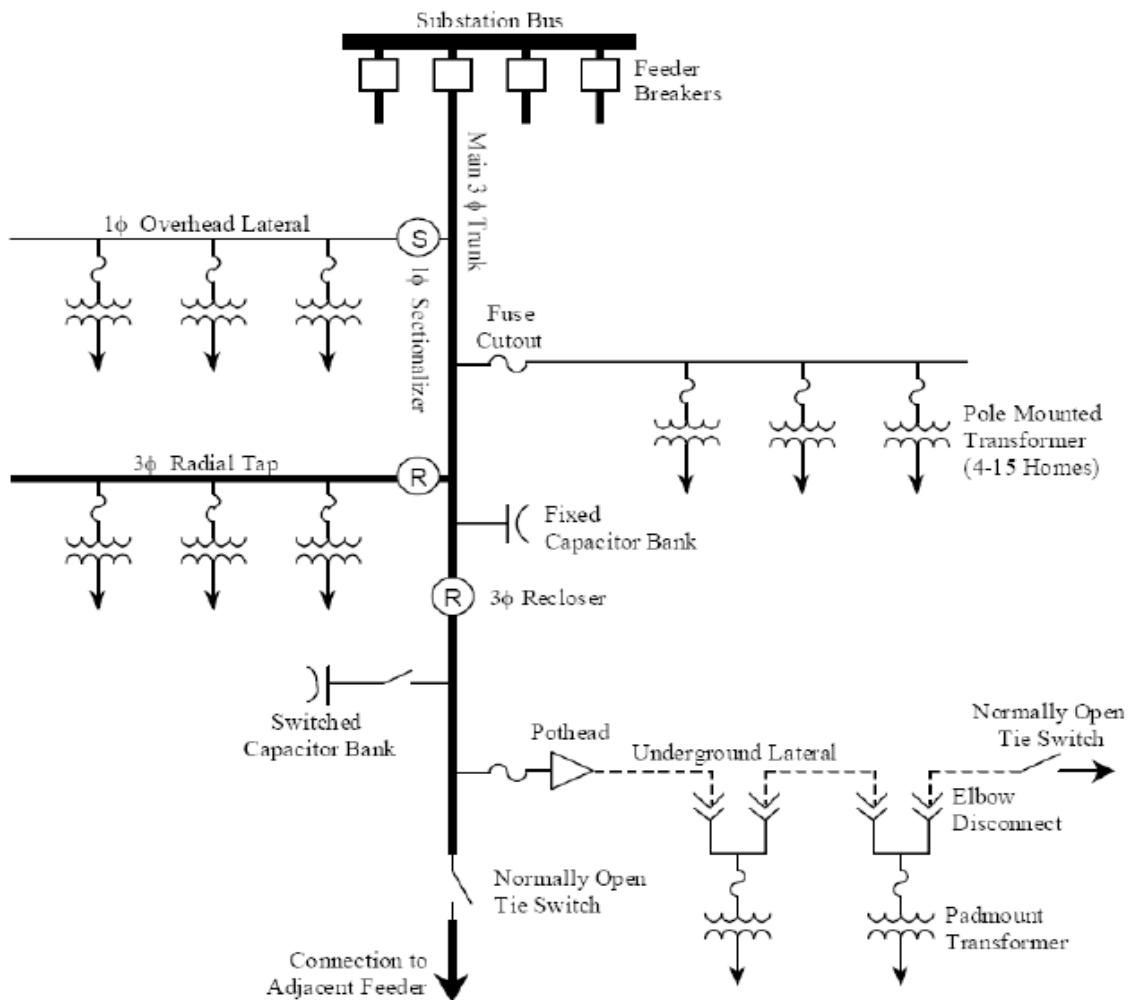 Substation Bus
Feeder
Breakers
Main 3 ϕ Trunk
1ϕ Overhead Lateral
S
1ϕ Sectionalizer
Fuse
Cutout
Pole Mounted
Transformer
(4-15 Homes)
3ϕ Radial Tap
R
Fixed
Capacitor Bank
R
3ϕ Recloser
Switched
Capacitor Bank
Pothead
Underground Lateral
Normally Open
Tie Switch
Elbow
Disconnect
Normally Open
Tie Switch
Padmount
Transformer
Connection to
Adjacent Feeder